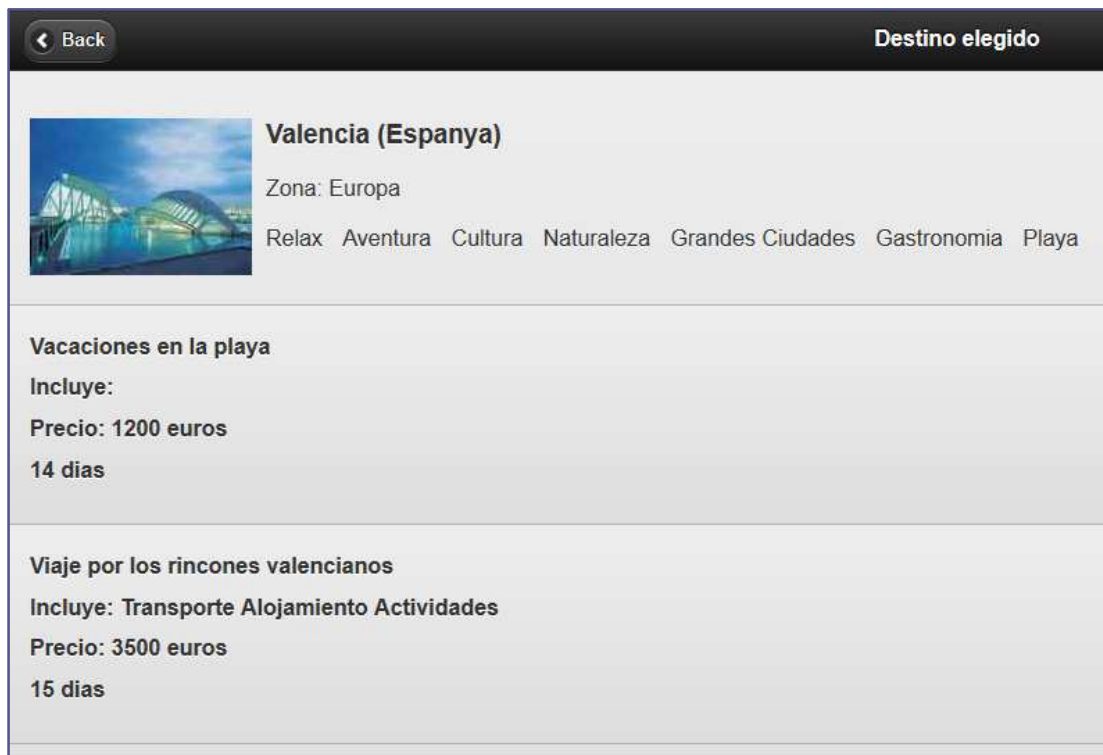 Back
Destino elegido
Valencia (Espanya)
Zona: Europa
Relax Aventura Cultura Naturaleza Grandes Ciudades Gastronomia Playa
Vacaciones en la playa
Incluye:
Precio: 1200 euros
14 dias
Viaje por los rincones valencianos
Incluye: Transporte Alojamiento Actividades
Precio: 3500 euros
15 dias